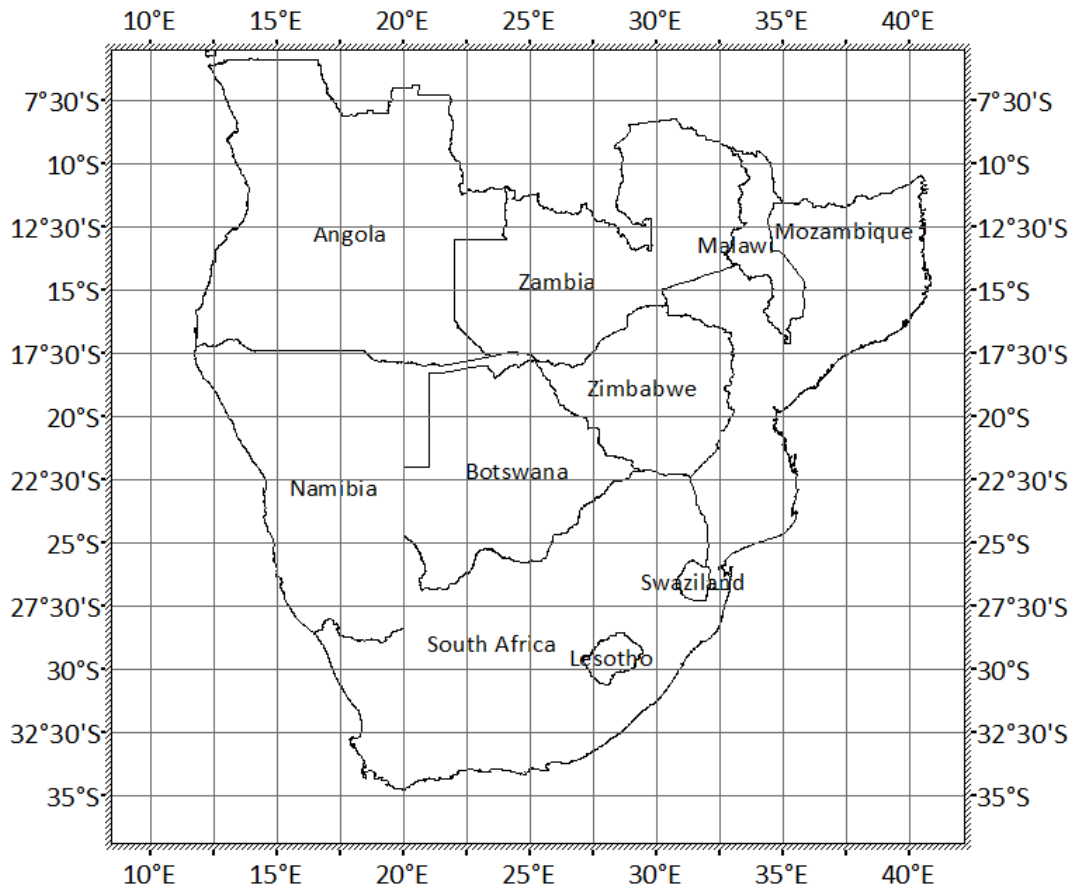 10°E 15°E 20°E 25°E 30°E 35°E 40°E
7°30'S 7°30'S
10°S 10°S
12°30'S Angola Malawi Mozambique 12°30'S
15°S Zambia 15°S
17°30'S 17°30'S
20°S Zimbabwe 20°S
22°30'S Namibia Botswana 22°30'S
25°S 25°S
27°30'S Swaziland 27°30'S
30°S South Africa Lesotho 30°S
32°30'S 32°30'S
35°S 35°S
10°E 15°E 20°E 25°E 30°E 35°E 40°E